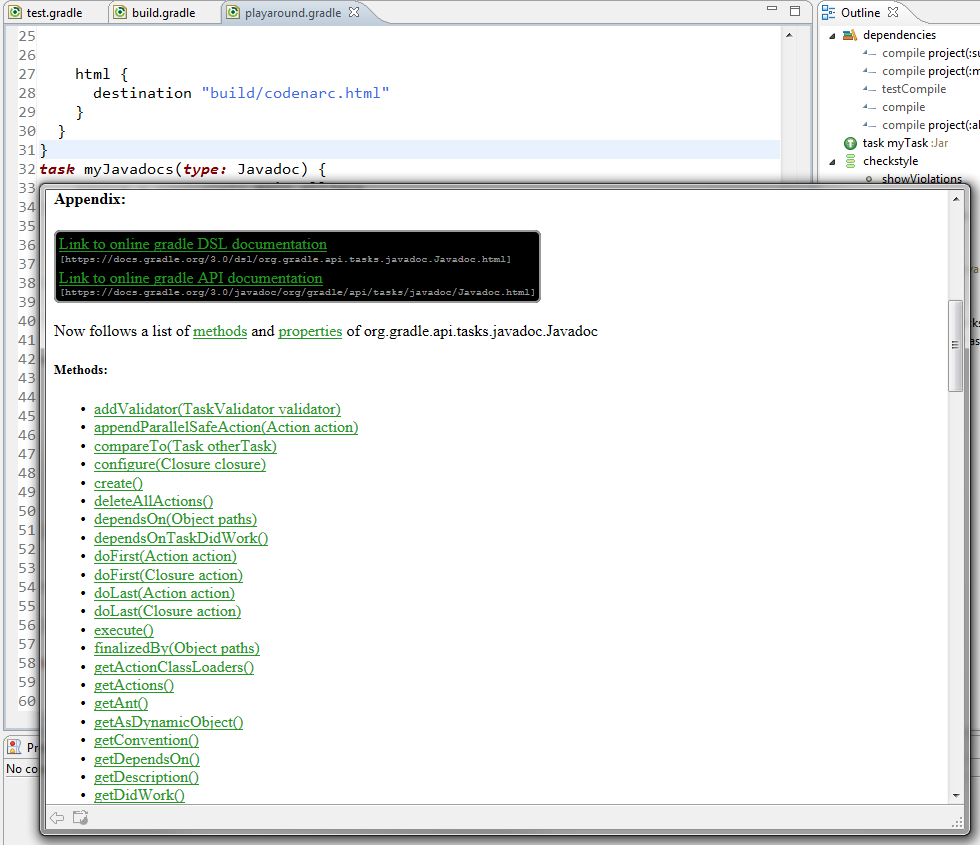 test.gradle build.gradle playaround.gradle
25
26
27 html {
28 destination "build/codenarc.html"
29 }
30 }
31 }
32 task myJavadocs(type: Javadoc) {
33
34
35
36
37
38
39
40
41
42
43
44
45
46
47
48
49
50
51
52
53
54
55
56
57
58
59
60
Outline
dependencies
compile project(:su
compile project(:m
testCompile
compile
compile project(:al
task myTask :Jar
checkstyle
showViolations
Appendix:
Link to online gradle DSL documentation
[https://docs.gradle.org/3.0/dsl/org.gradle.api.tasks.javadoc.Javadoc.html]
Link to online gradle API documentation
[https://docs.gradle.org/3.0/javadoc/org/gradle/api/tasks/javadoc/Javadoc.html]
Now follows a list of methods and properties of org.gradle.api.tasks.javadoc.Javadoc
Methods:
• addValidator(TaskValidator validator)
• appendParallelSafeAction(Action action)
• compareTo(Task otherTask)
• configure(Closure closure)
• create()
• deleteAllActions()
• dependsOn(Object paths)
• dependsOnTaskDidWork()
• doFirst(Action action)
• doFirst(Closure action)
• doLast(Action action)
• doLast(Closure action)
• execute()
• finalizedBy(Object paths)
• getActionClassLoaders()
• getActions()
• getAnt()
• getAsDynamicObject()
• getConvention()
• getDependsOn()
• getDescription()
• getDidWork()
Pr
No co